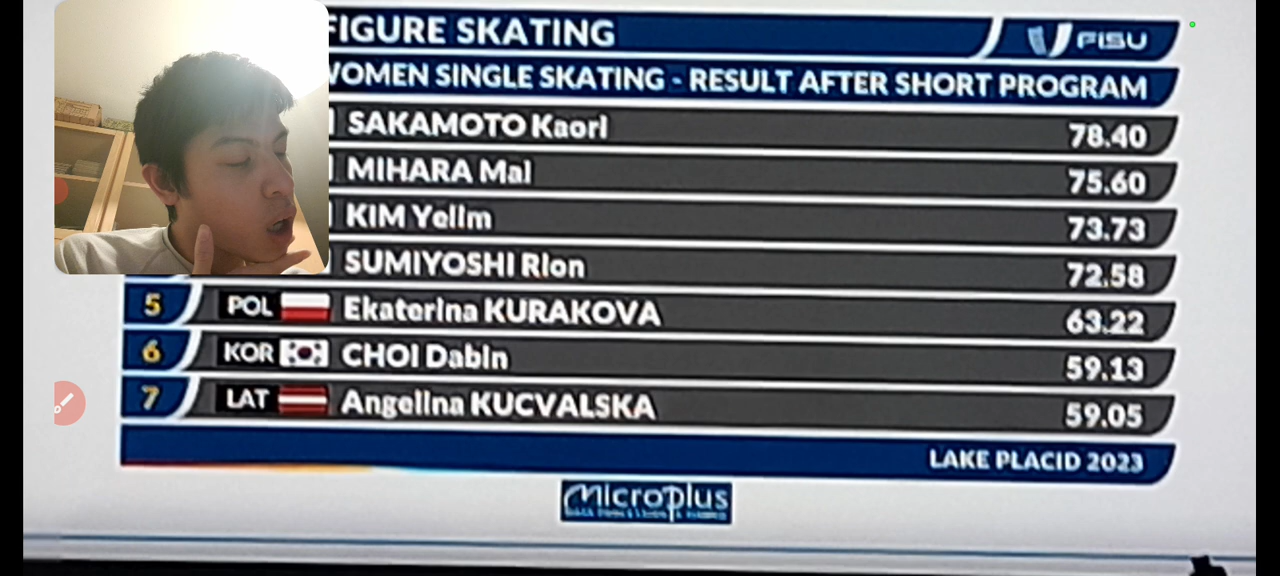 FIGURE SKATING
FISU
WOMEN SINGLE SKATING - RESULT AFTER SHORT PROGRAM
SAKAMOTO Kaori 78.40
MIHARA Mai 75.60
KIM Yelim 73.73
SUMIYOSHI Rion 72.58
5 POL Ekaterina KURAKOVA 63.22
6 KOR CHOI Dabin 59.13
7 LAT Angelina KUCVALSKA 59.05
LAKE PLACID 2023
Microplus